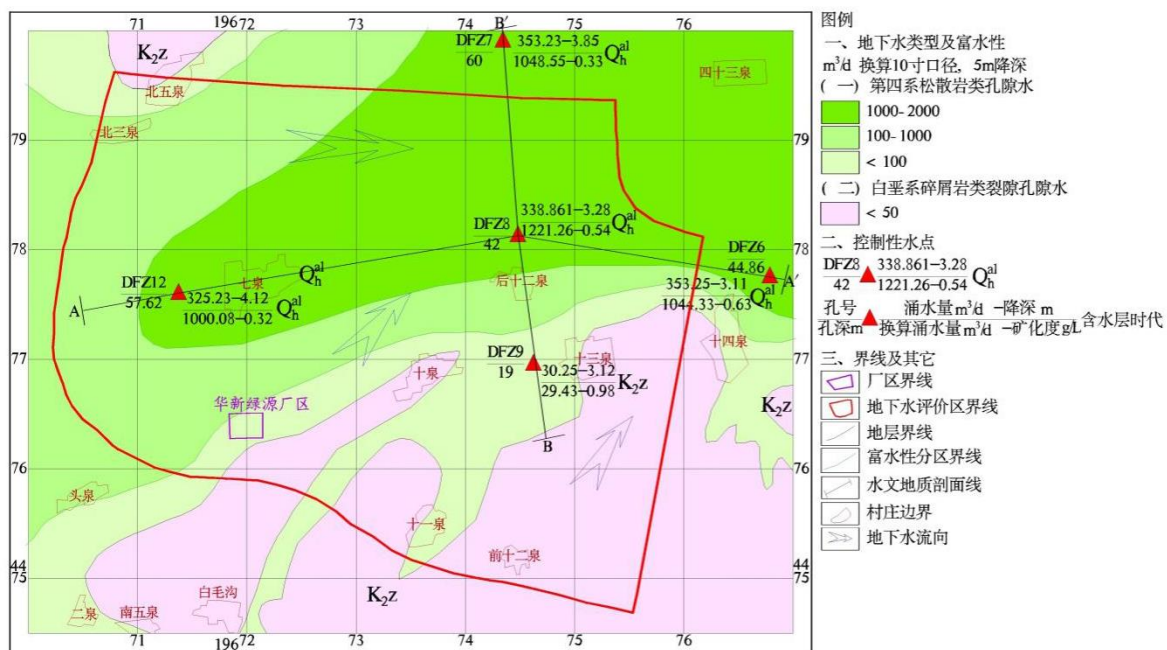 71
196
72
73
74
B′
75
76
K₂z
DFZ7
60
353.23–3.85
1048.55–0.33
Qₕᵃˡ
四十三泉
北五泉
北三泉
79
79
DFZ8
42
338.861–3.28
1221.26–0.54
Qₕᵃˡ
78
78
DFZ6
44.86
A′
353.25–3.11
1044.33–0.63
Qₕᵃˡ
DFZ12
57.62
七泉
Qₕᵃˡ
325.23–4.12
1000.08–0.32
Qₕᵃˡ
A
后十二泉
77
77
DFZ9
19
十三泉
30.25–3.12
29.43–0.98
K₂z
十四泉
十泉
K₂z
华新绿源厂区
B
76
76
头泉
十一泉
前十二泉
44
75
44
75
K₂z
二泉
南五泉
白毛沟
71
196
72
73
74
75
76
图例
一、地下水类型及富水性
m³/d 换算10寸口径，5m降深
(一) 第四系松散岩类孔隙水
1000-2000
100-1000
< 100
(二) 白垩系碎屑岩类裂隙孔隙水
< 50
二、控制性水点
DFZ8
42
338.861–3.28
1221.26–0.54
Qₕᵃˡ
孔号
孔深m
涌水量m³/d –降深 m
换算涌水量m³/d –矿化度g/L
含水层时代
三、界线及其它
厂区界线
地下水评价区界线
地层界线
富水性分区界线
水文地质剖面线
村庄边界
地下水流向